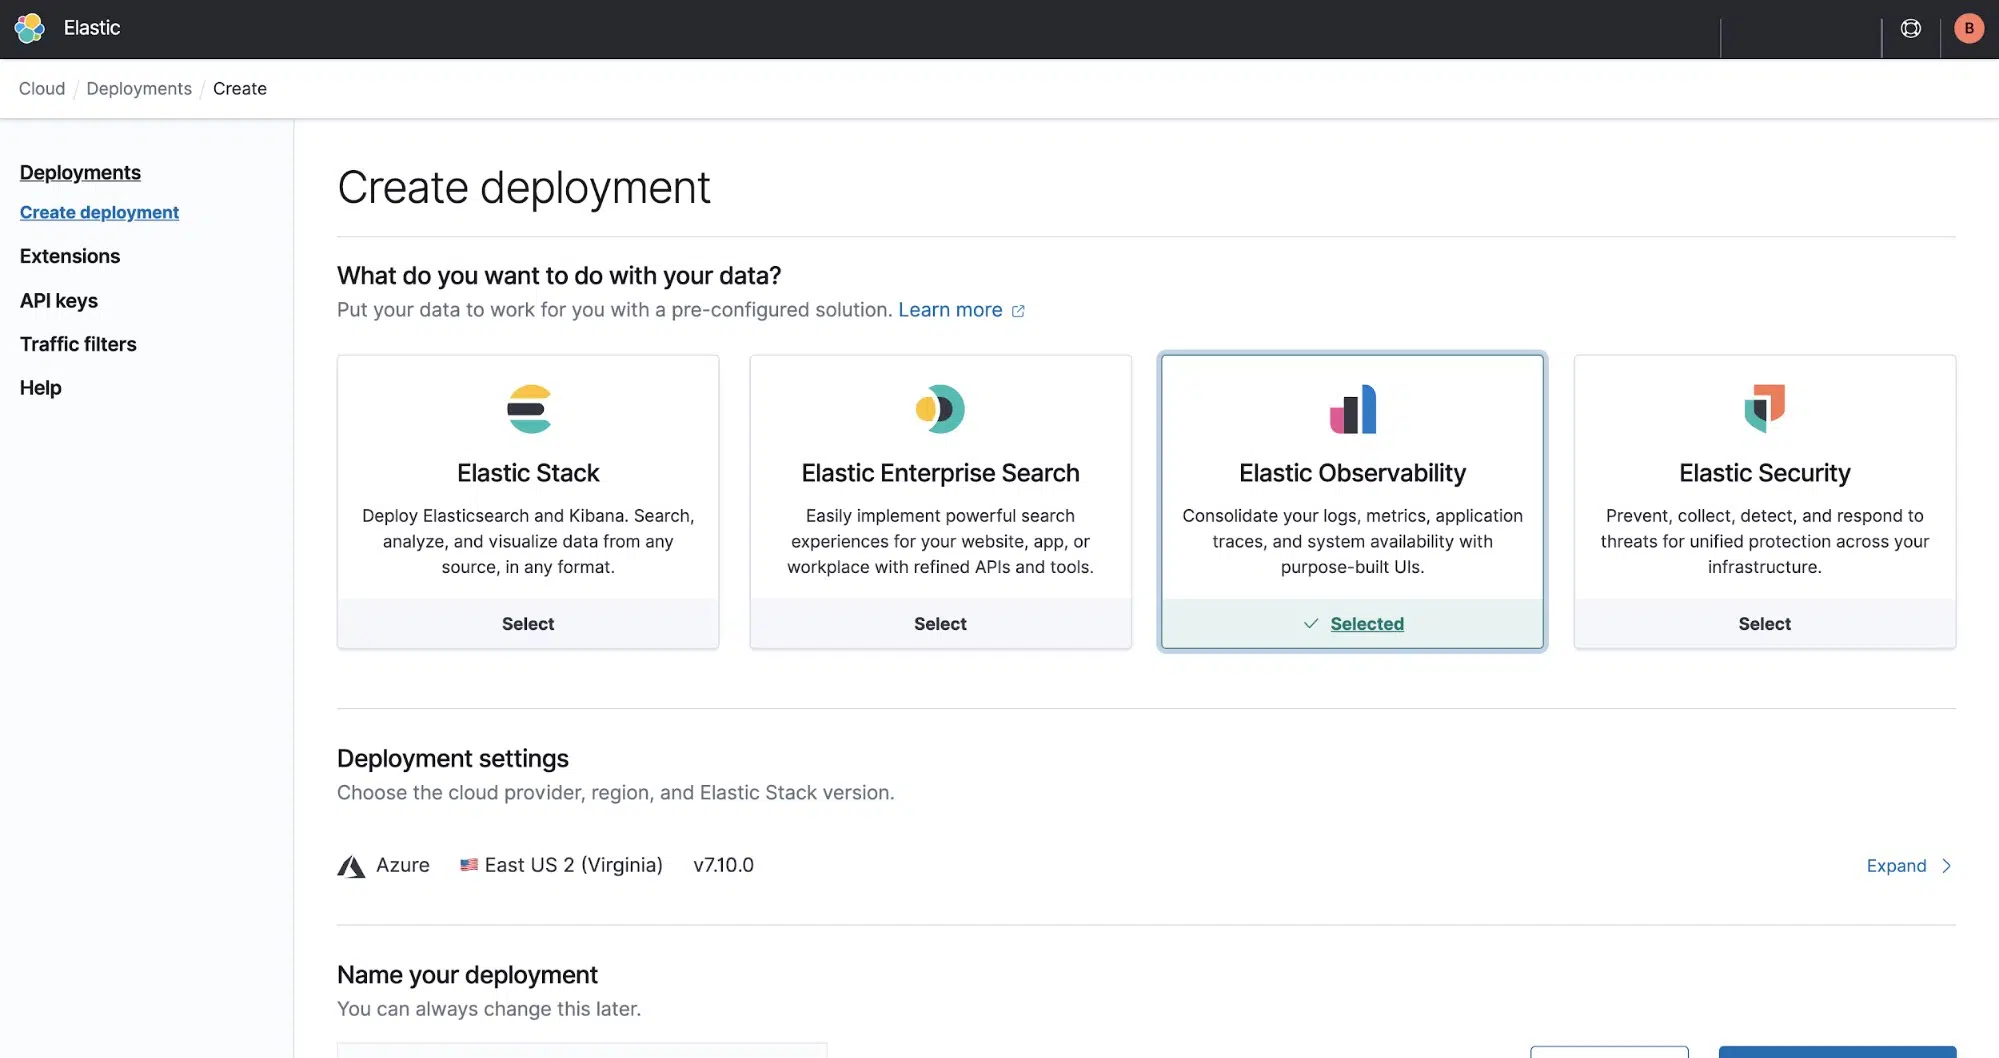 Elastic
B
Cloud / Deployments / Create
Deployments
Create deployment
Extensions
API keys
Traffic filters
Help
Create deployment
What do you want to do with your data?
Put your data to work for you with a pre-configured solution. Learn more
Elastic Stack
Deploy Elasticsearch and Kibana. Search,
analyze, and visualize data from any
source, in any format.
Select
Elastic Enterprise Search
Easily implement powerful search
experiences for your website, app, or
workplace with refined APIs and tools.
Select
Elastic Observability
Consolidate your logs, metrics, application
traces, and system availability with
purpose-built UIs.
Selected
Elastic Security
Prevent, collect, detect, and respond to
threats for unified protection across your
infrastructure.
Select
Deployment settings
Choose the cloud provider, region, and Elastic Stack version.
Azure East US 2 (Virginia) v7.10.0 Expand
Name your deployment
You can always change this later.